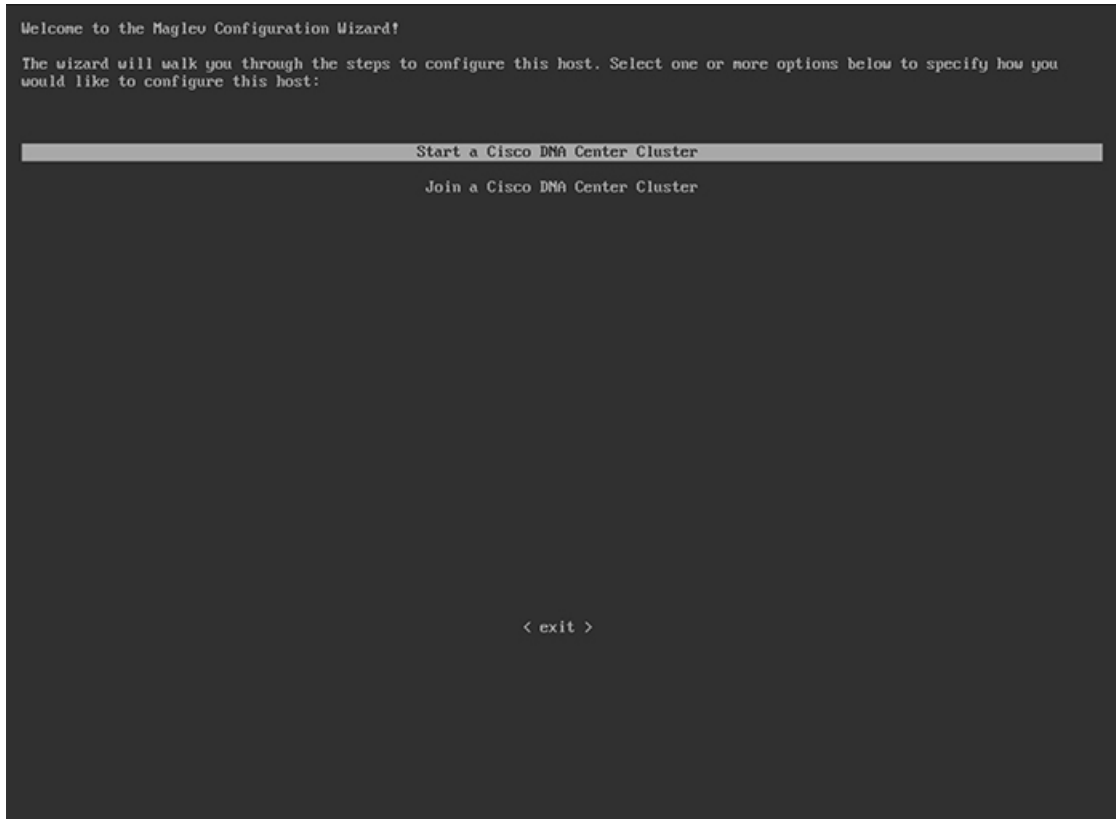 Welcome to the Maglev Configuration Wizard!
The wizard will walk you through the steps to configure this host. Select one or more options below to specify how you
would like to configure this host:
Start a Cisco DNA Center Cluster
Join a Cisco DNA Center Cluster
< exit >